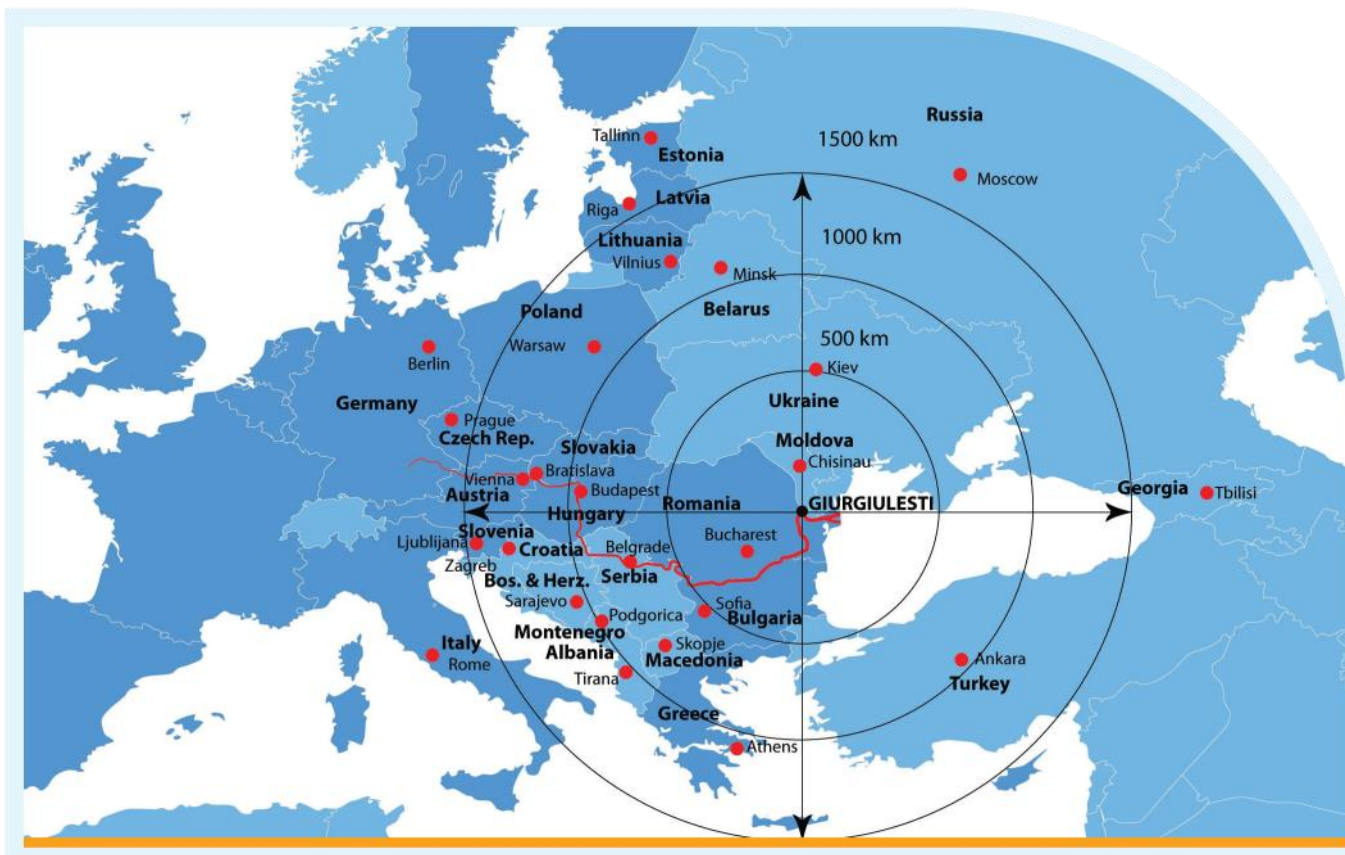 Russia
1500 km
Tallinn
Estonia
Moscow
Latvia
Riga
1000 km
Lithuania
Vilnius
Minsk
Poland
Belarus
500 km
Warsaw
Berlin
Kiev
Germany
Ukraine
Prague
Czech Rep.
Slovakia
Moldova
Chisinau
Bratislava
Vienna
Budapest
Austria
Georgia
Tbilisi
Romania
GIURGIULESTI
Hungary
Slovenia
Bucharest
Ljublijana
Croatia
Belgrade
Zagreb
Serbia
Bos. & Herz.
Sarajevo
Sofia
Podgorica
Bulgaria
Montenegro
Italy
Skopje
Albania
Rome
Macedonia
Ankara
Tirana
Turkey
Greece
Athens